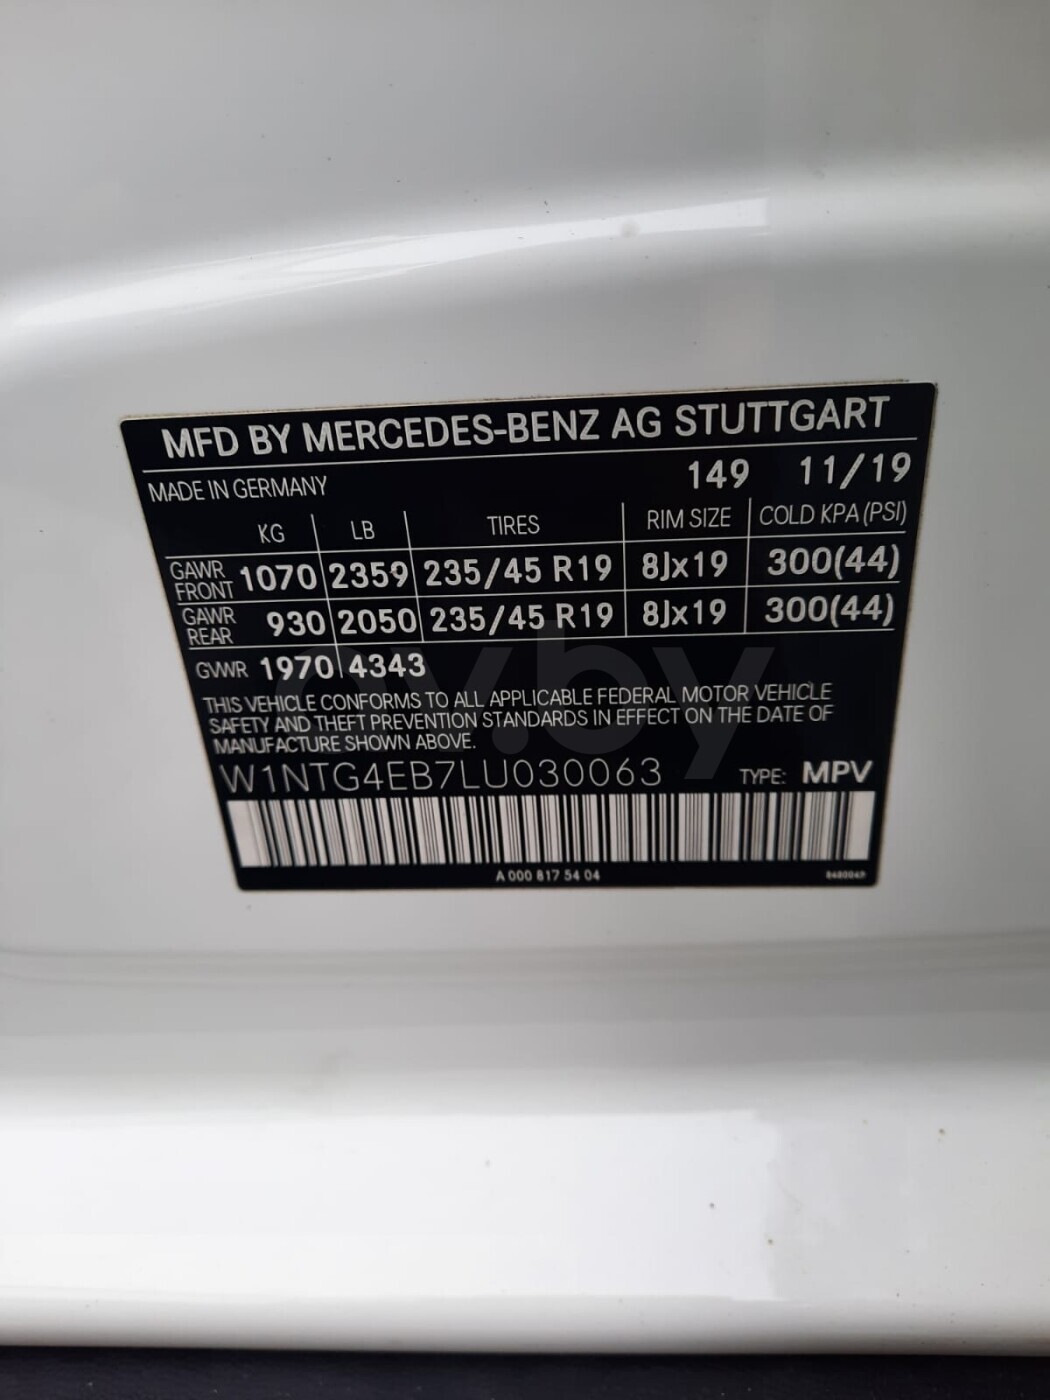 MFD BY MERCEDES-BENZ AG STUTTGART
MADE IN GERMANY 149 11/19
KG LB TIRES RIM SIZE COLD KPA (PSI)
GAWR FRONT 1070 2359 235/45 R19 8Jx19 300(44)
GAWR REAR 930 2050 235/45 R19 8Jx19 300(44)
GVWR 1970 4343
THIS VEHICLE CONFORMS TO ALL APPLICABLE FEDERAL MOTOR VEHICLE
SAFETY AND THEFT PREVENTION STANDARDS IN EFFECT ON THE DATE OF
MANUFACTURE SHOWN ABOVE.
W1NTG4EB7LU030063 TYPE: MPV
A 000 817 54 04
av.by